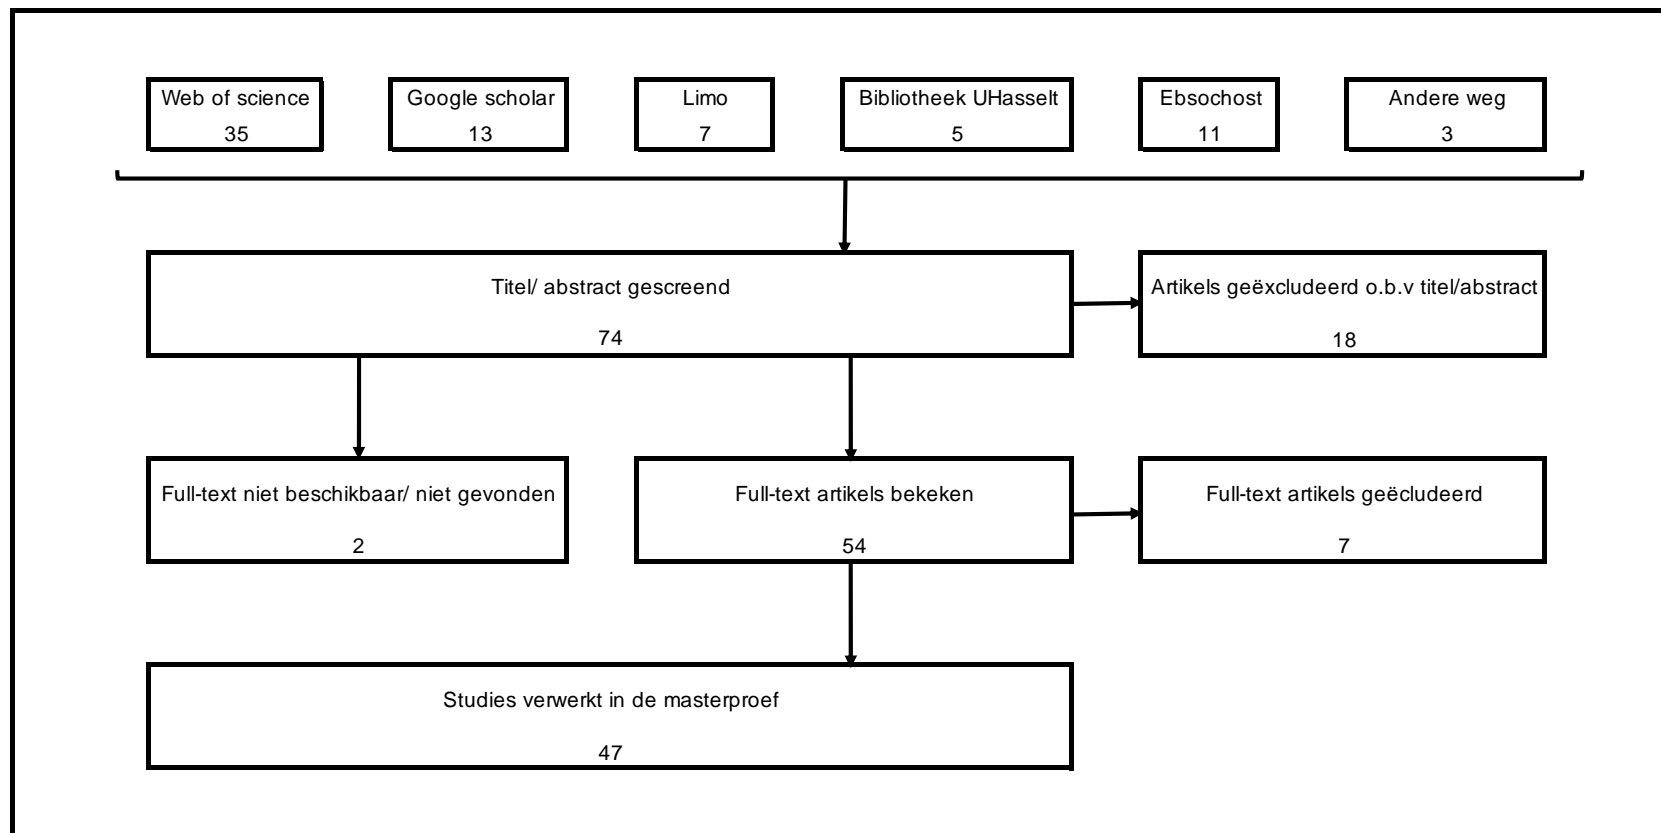 Web of science
35
Google scholar
13
Limo
7
Bibliotheek UHasselt
5
Ebsochost
11
Andere weg
3
Titel/ abstract gescreend
74
Artikels geëxcludeerd o.b.v titel/abstract
18
Full-text niet beschikbaar/ niet gevonden
2
Full-text artikels bekeken
54
Full-text artikels geëcludeerd
7
Studies verwerkt in de masterproef
47